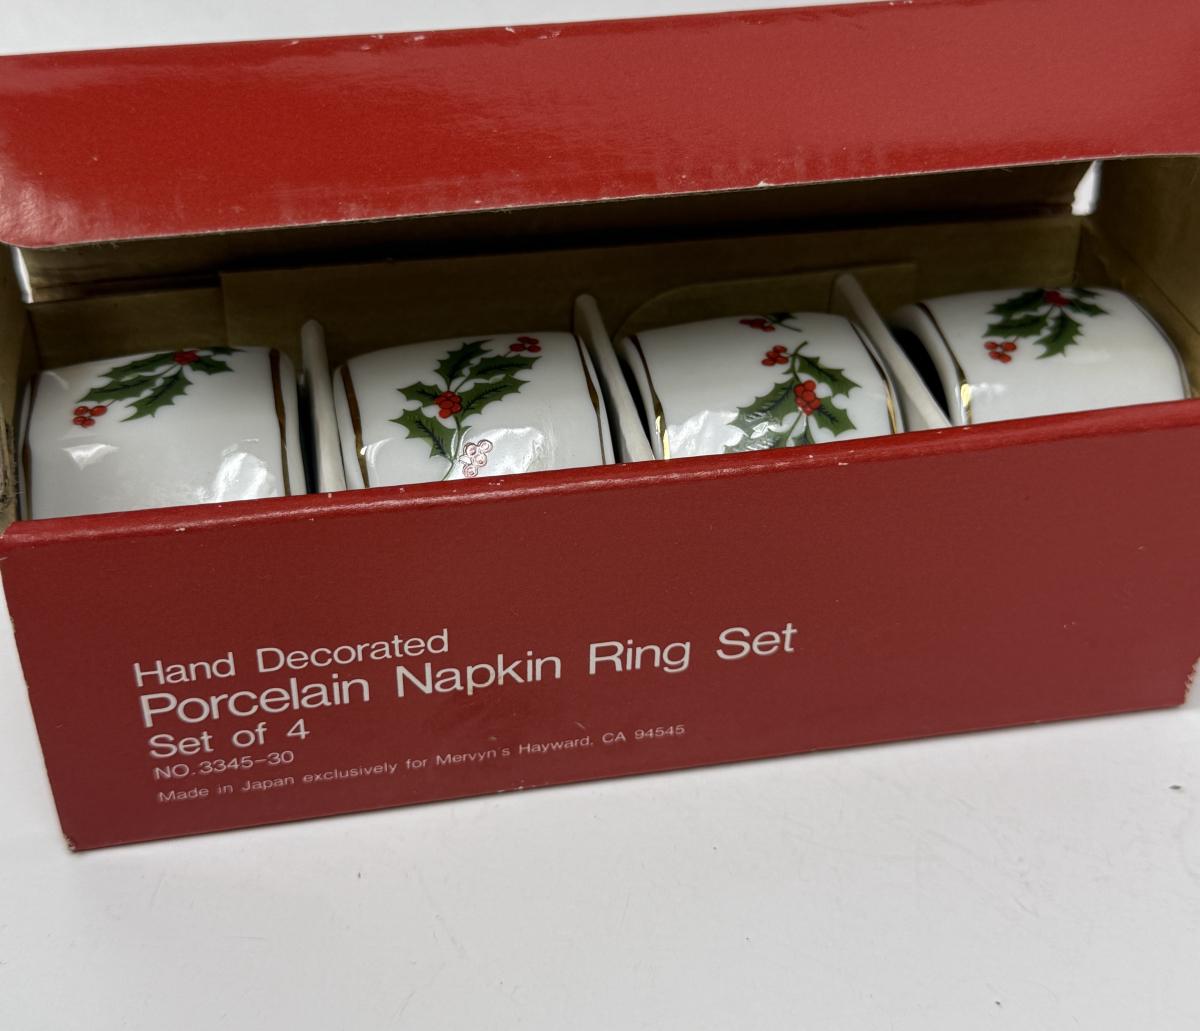 Hand Decorated
Porcelain Napkin Ring Set
Set of 4
NO.3345-30
Made in Japan exclusively for Mervyn's Hayward, CA 94545